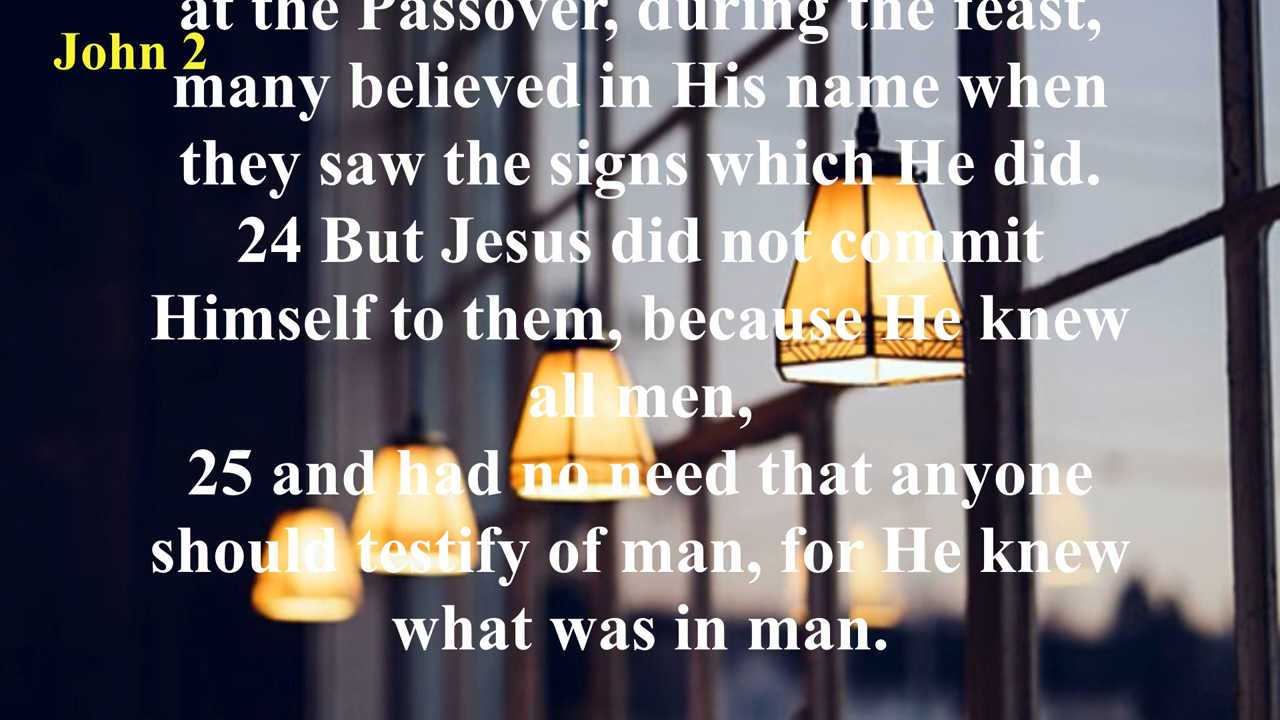 at the Passover, during the feast,
John 2
many believed in His name when
they saw the signs which He did.
24 But Jesus did not commit
Himself to them, because He knew
all men,
25 and had no need that anyone
should testify of man, for He knew
what was in man.